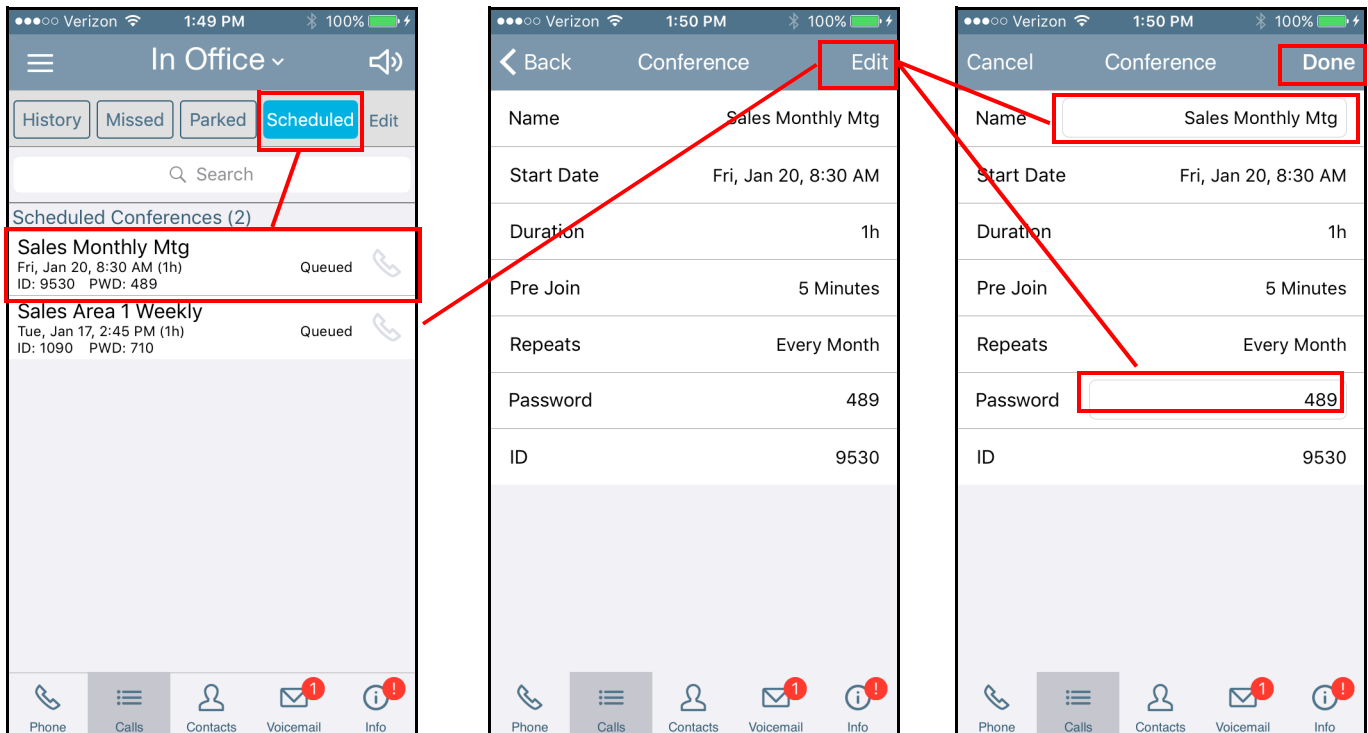 Verizon 1:49 PM 100%
In Office
History Missed Parked Scheduled Edit
Search
Scheduled Conferences (2)
Sales Monthly Mtg
Fri, Jan 20, 8:30 AM (1h) Queued
ID: 9530 PWD: 489
Sales Area 1 Weekly
Tue, Jan 17, 2:45 PM (1h) Queued
ID: 1090 PWD: 710
1 !
Phone Calls Contacts Voicemail Info
Verizon 1:50 PM 100%
Back Conference Edit
Name Sales Monthly Mtg
Start Date Fri, Jan 20, 8:30 AM
Duration 1h
Pre Join 5 Minutes
Repeats Every Month
Password 489
ID 9530
1 !
Phone Calls Contacts Voicemail Info
Verizon 1:50 PM 100%
Cancel Conference Done
Name Sales Monthly Mtg
Start Date Fri, Jan 20, 8:30 AM
Duration 1h
Pre Join 5 Minutes
Repeats Every Month
Password 489
ID 9530
1 !
Phone Calls Contacts Voicemail Info